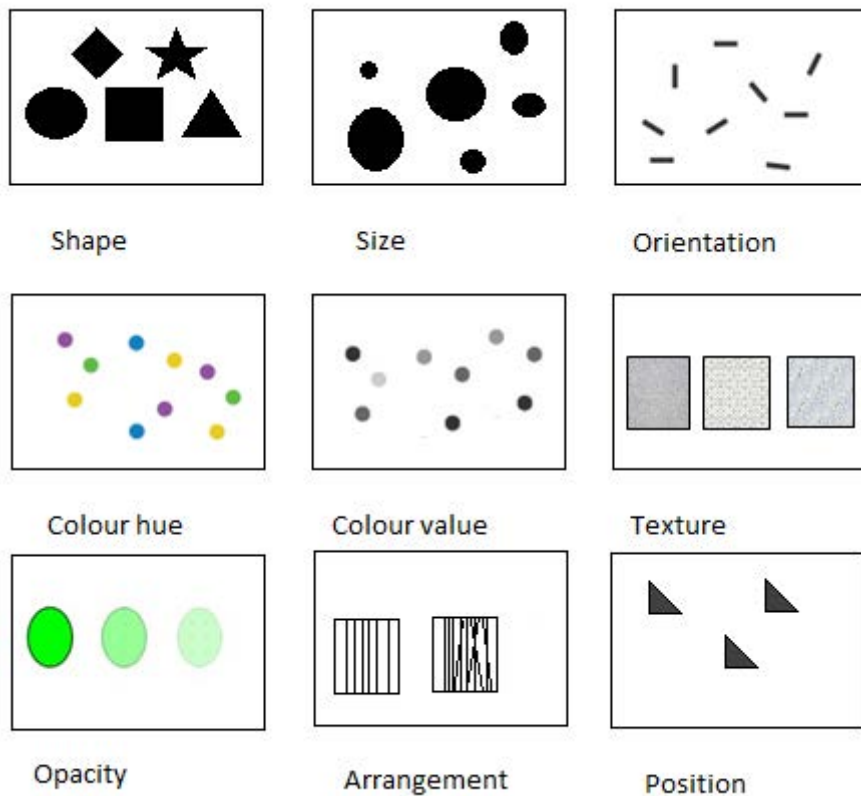 Shape
Size
Orientation
Colour hue
Colour value
Texture
Opacity
Arrangement
Position